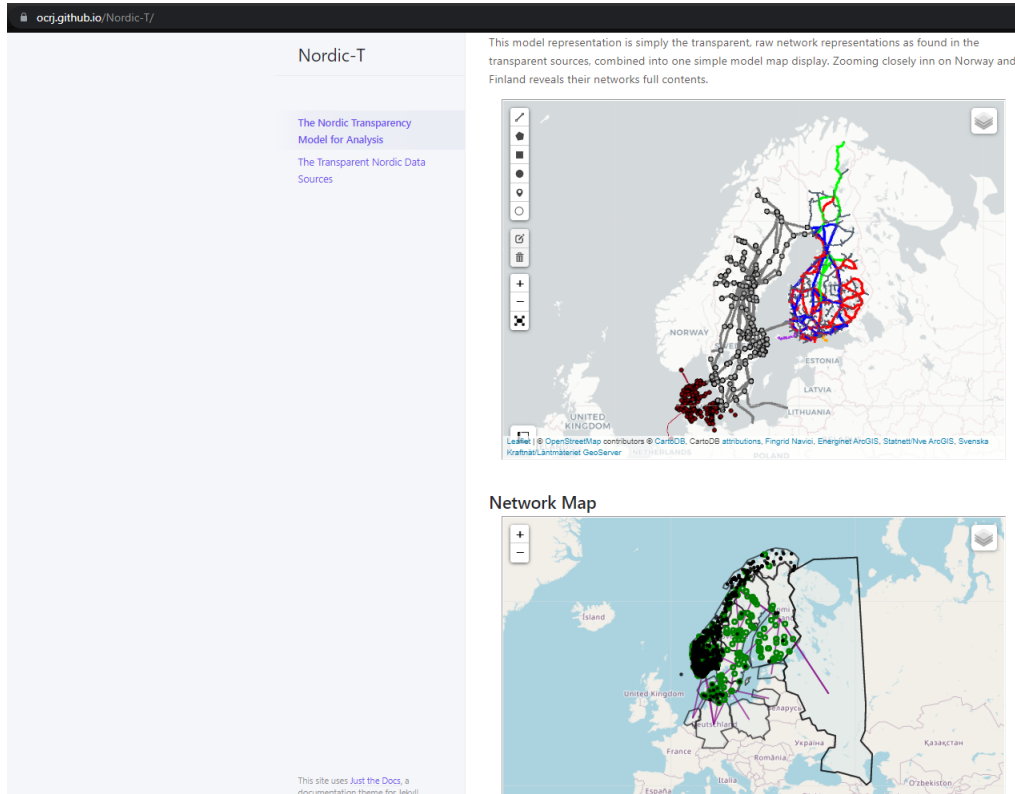 ocrj.github.io/Nordic-T/
Nordic-T
The Nordic Transparency
Model for Analysis
The Transparent Nordic Data
Sources
This site uses Just the Docs, a
documentation theme for Jekyll.
This model representation is simply the transparent, raw network representations as found in the
transparent sources, combined into one simple model map display. Zooming closely inn on Norway and
Finland reveals their networks full contents.
NORWAY
ESTONIA
LATVIA
LITHUANIA
UNITED
KINGDOM
NETHERLANDS
POLAND
Leaflet | © OpenStreetMap contributors © CartoDB, CartoDB attributions, Fingrid Navici, Energinet ArcGIS, Statnett/Nve ArcGIS, Svenska
Kraftnät/Lantmäteriet GeoServer
Network Map
+
−
Ísland
United Kingdom
Deutschland
Беларусь
France
Україна
România
Italia
España
Қазақстан
Oʻzbekiston